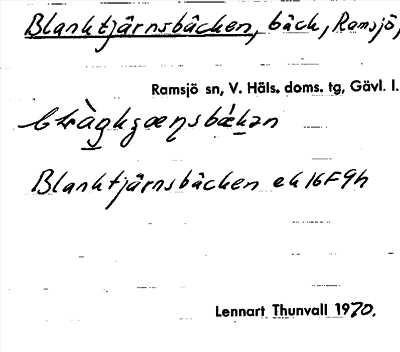 Blanktjärnsbäcken, bäck, Ramsjö,
Ramsjö sn, V. Häls. doms. tg, Gävl. l.
Blanktjärnsbäcken ek 16F9h
Lennart Thunvall 1970.